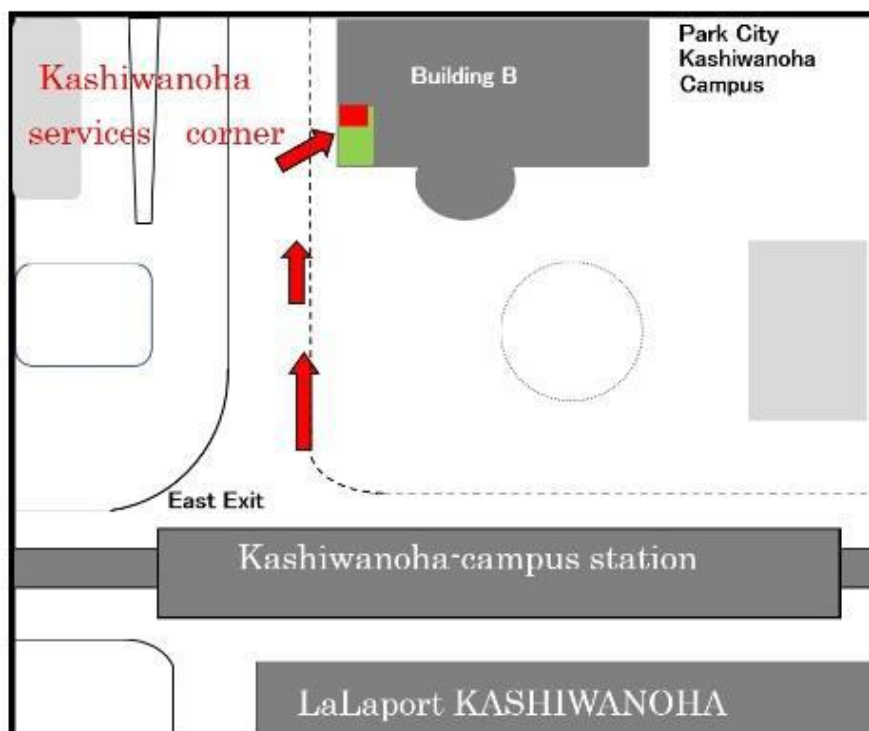 Park City
Kashiwanoha
Campus
Kashiwanoha
services corner
Building B
East Exit
Kashiwanoha-campus station
LaLaport KASHIWANOHA